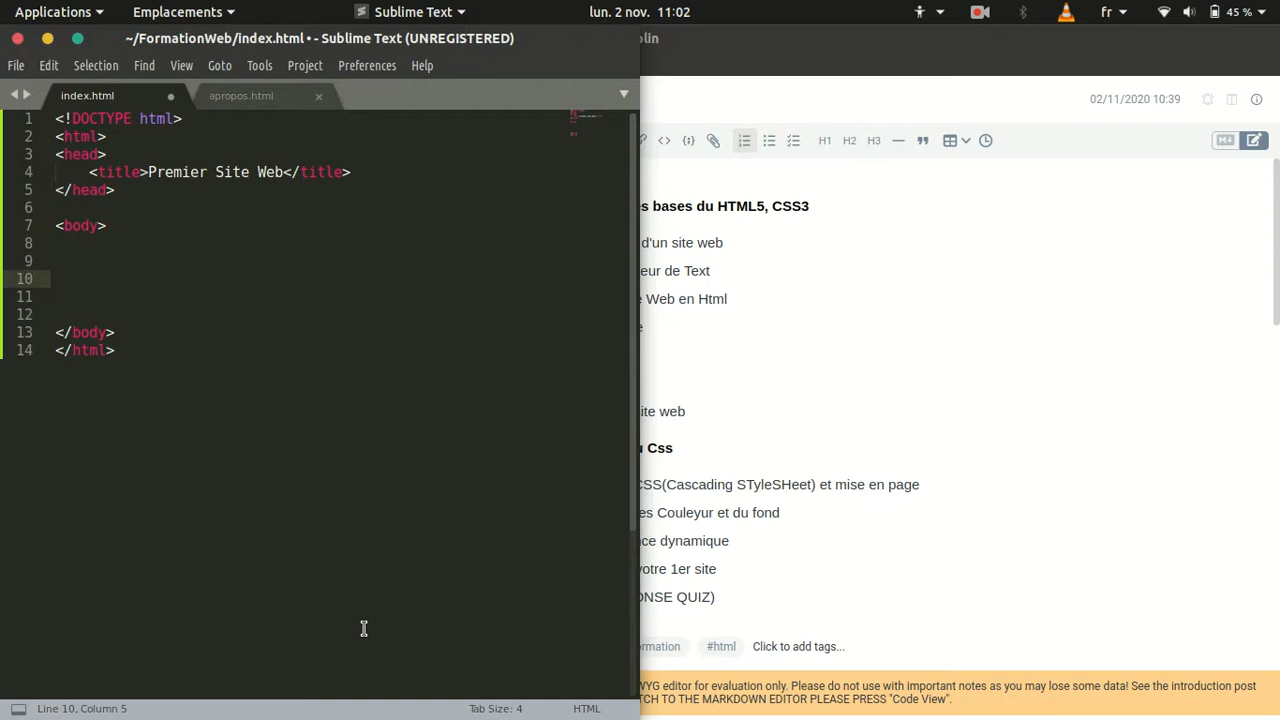 Applications Emplacements Sublime Text lun. 2 nov. 11:02 fr 45 %
~/FormationWeb/index.html • - Sublime Text (UNREGISTERED)
File Edit Selection Find View Goto Tools Project Preferences Help
index.html apropos.html
1 <!DOCTYPE html>
2 <html>
3 <head>
4 <title>Premier Site Web</title>
5 </head>
6
7 <body>
8
9
10
11
12
13 </body>
14 </html>
Line 10, Column 5 Tab Size: 4 HTML
olin
02/11/2020 10:39
H1 H2 H3
s bases du HTML5, CSS3
d'un site web
eur de Text
e Web en Html
e
ite web
u Css
CSS(Cascading STyleSHeet) et mise en page
es Couleyur et du fond
nce dynamique
votre 1er site
ONSE QUIZ)
ormation #html Click to add tags...
WYG editor for evaluation only. Please do not use with important notes as you may lose some data! See the introduction post
TCH TO THE MARKDOWN EDITOR PLEASE PRESS "Code View".